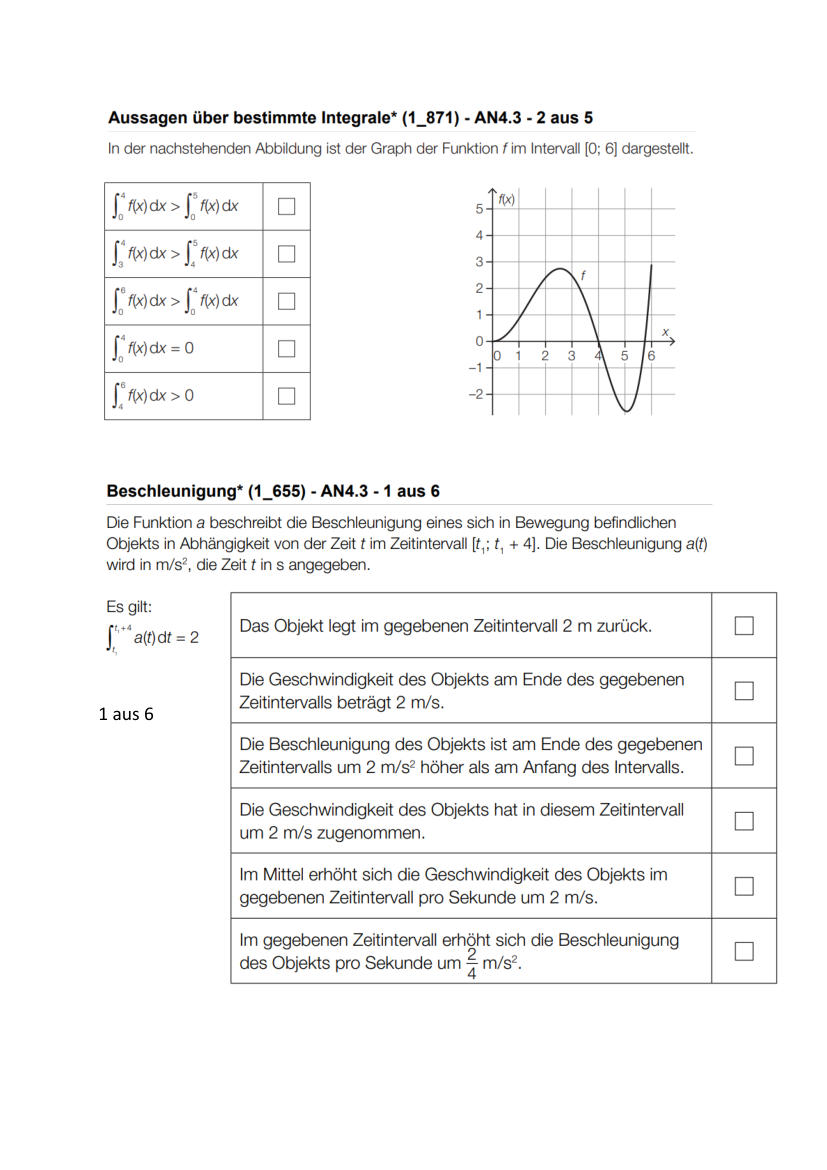 Aussagen über bestimmte Integrale* (1_871) - AN4.3 - 2 aus 5
In der nachstehenden Abbildung ist der Graph der Funktion f im Intervall [0; 6] dargestellt.
∫₀⁴ f(x) dx > ∫₀⁵ f(x) dx
∫₃⁴ f(x) dx > ∫₄⁵ f(x) dx
∫₀⁶ f(x) dx > ∫₀⁴ f(x) dx
∫₀⁴ f(x) dx = 0
∫₄⁶ f(x) dx > 0
f(x)
5
4
3
2
1
0
−1
−2
f
x
0 1 2 3 4 5 6
Beschleunigung* (1_655) - AN4.3 - 1 aus 6
Die Funktion a beschreibt die Beschleunigung eines sich in Bewegung befindlichen
Objekts in Abhängigkeit von der Zeit t im Zeitintervall [t₁; t₁ + 4]. Die Beschleunigung a(t)
wird in m/s², die Zeit t in s angegeben.
Es gilt:
∫_{t₁}^{t₁+4} a(t) dt = 2
1 aus 6
Das Objekt legt im gegebenen Zeitintervall 2 m zurück.
Die Geschwindigkeit des Objekts am Ende des gegebenen
Zeitintervalls beträgt 2 m/s.
Die Beschleunigung des Objekts ist am Ende des gegebenen
Zeitintervalls um 2 m/s² höher als am Anfang des Intervalls.
Die Geschwindigkeit des Objekts hat in diesem Zeitintervall
um 2 m/s zugenommen.
Im Mittel erhöht sich die Geschwindigkeit des Objekts im
gegebenen Zeitintervall pro Sekunde um 2 m/s.
Im gegebenen Zeitintervall erhöht sich die Beschleunigung
des Objekts pro Sekunde um 2/4 m/s².